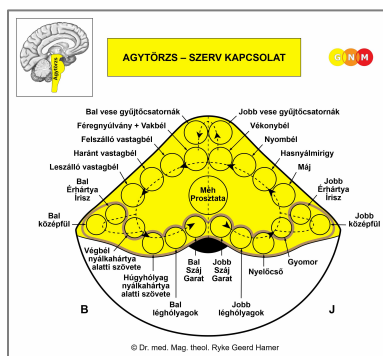 AGYTÖRZS – SZERV KAPCSOLAT
GNM
Agytörzs
Bal vese gyűjtőcsatornák
Jobb vese gyűjtőcsatornák
Féregnyúlvány + Vakbél
Vékonybél
Felszálló vastagbél
Nyombél
Haránt vastagbél
Hasnyálmirigy
Leszálló vastagbél
Máj
Bal
Érhártya
Írisz
Jobb
Érhártya
Írisz
Méh
Prosztata
Bal
középfül
Jobb
középfül
Végbél
nyálkahártya
alatti szövete
Húgyhólyag
nyálkahártya
alatti szövete
Bal
léghólyagok
Bal
Száj
Garat
Jobb
Száj
Garat
Jobb
léghólyagok
Nyelőcső
Gyomor
B
J
© Dr. med. Mag. theol. Ryke Geerd Hamer